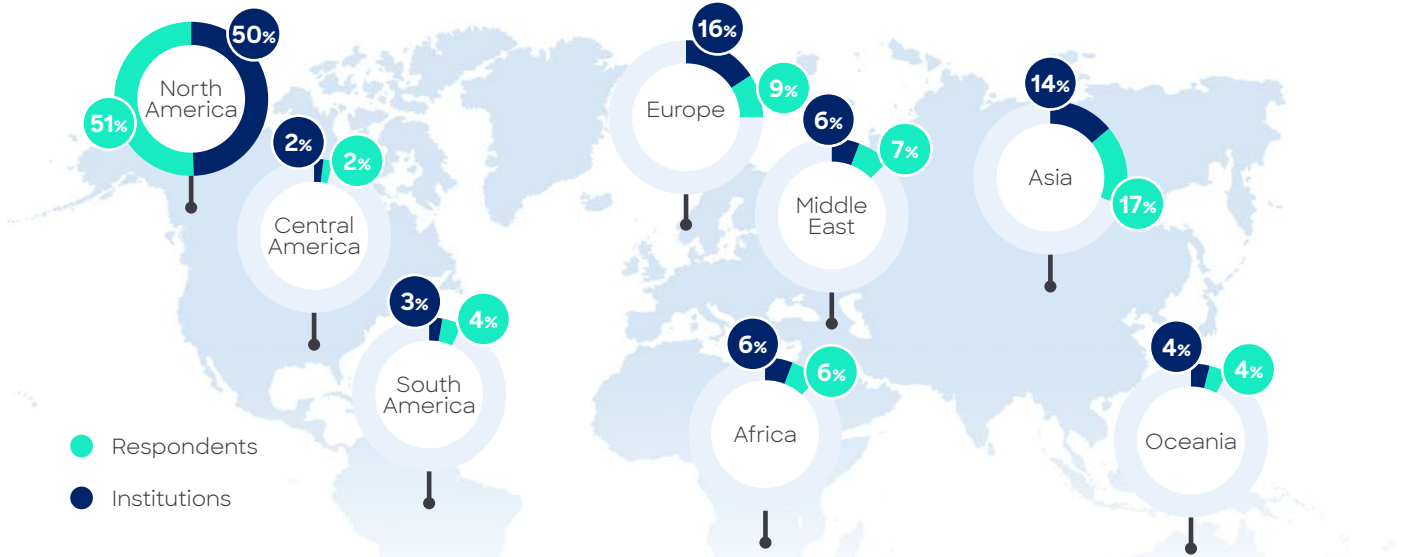 50%
North
America
51%
2%
2%
Central
America
3%
4%
South
America
16%
9%
Europe
6%
7%
Middle
East
14%
17%
Asia
6%
6%
Africa
4%
4%
Oceania
Respondents
Institutions